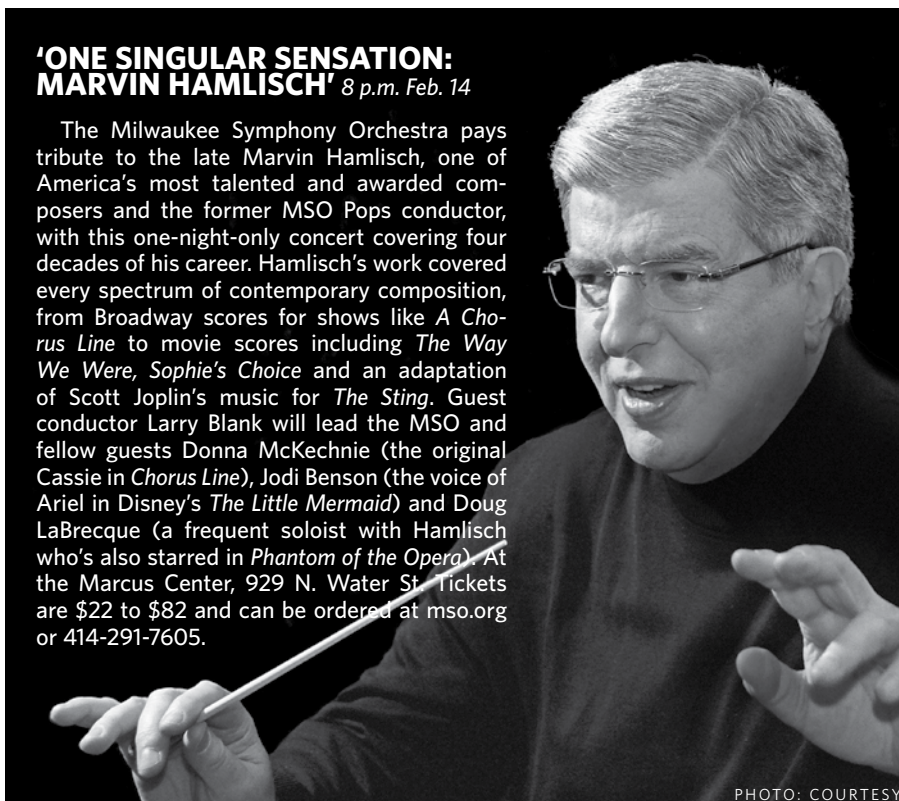 ‘ONE SINGULAR SENSATION:
MARVIN HAMLISCH’ 8 p.m. Feb. 14
The Milwaukee Symphony Orchestra pays
tribute to the late Marvin Hamlisch, one of
America’s most talented and awarded com-
posers and the former MSO Pops conductor,
with this one-night-only concert covering four
decades of his career. Hamlisch’s work covered
every spectrum of contemporary composition,
from Broadway scores for shows like A Cho-
rus Line to movie scores including The Way
We Were, Sophie’s Choice and an adaptation
of Scott Joplin’s music for The Sting. Guest
conductor Larry Blank will lead the MSO and
fellow guests Donna McKechnie (the original
Cassie in Chorus Line), Jodi Benson (the voice of
Ariel in Disney’s The Little Mermaid) and Doug
LaBrecque (a frequent soloist with Hamlisch
who’s also starred in Phantom of the Opera). At
the Marcus Center, 929 N. Water St. Tickets
are $22 to $82 and can be ordered at mso.org
or 414-291-7605.
PHOTO: COURTESY